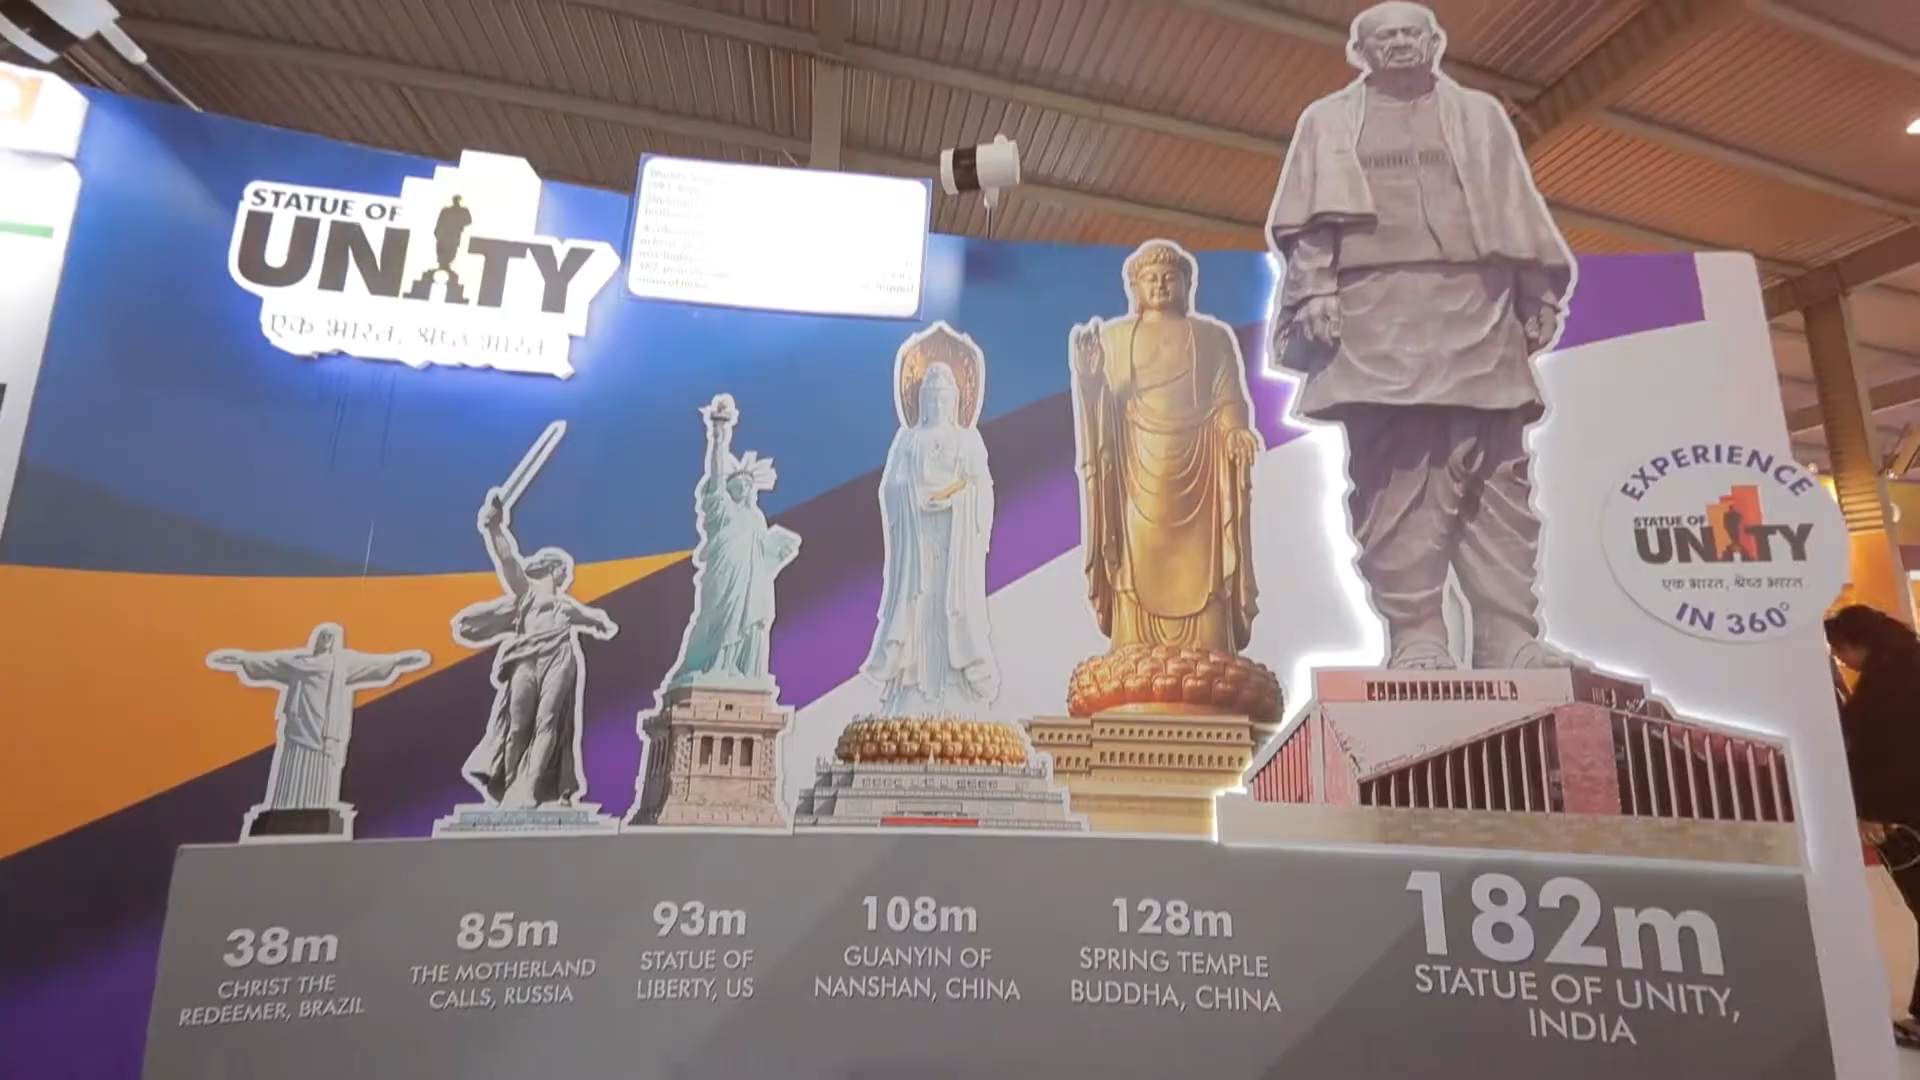 STATUE OF
UNITY
एक भारत, श्रेष्ठ भारत
EXPERIENCE
STATUE OF
UNITY
एक भारत, श्रेष्ठ भारत
IN 360°
38m
CHRIST THE
REDEEMER, BRAZIL
85m
THE MOTHERLAND
CALLS, RUSSIA
93m
STATUE OF
LIBERTY, US
108m
GUANYIN OF
NANSHAN, CHINA
128m
SPRING TEMPLE
BUDDHA, CHINA
182m
STATUE OF UNITY,
INDIA